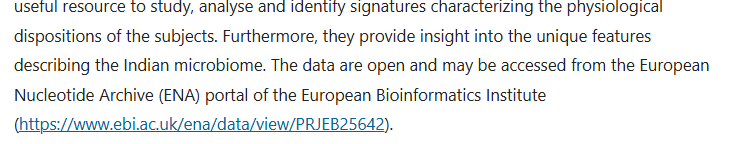 useful resource to study, analyse and identify signatures characterizing the physiological
dispositions of the subjects. Furthermore, they provide insight into the unique features
describing the Indian microbiome. The data are open and may be accessed from the European
Nucleotide Archive (ENA) portal of the European Bioinformatics Institute
(https://www.ebi.ac.uk/ena/data/view/PRJEB25642).